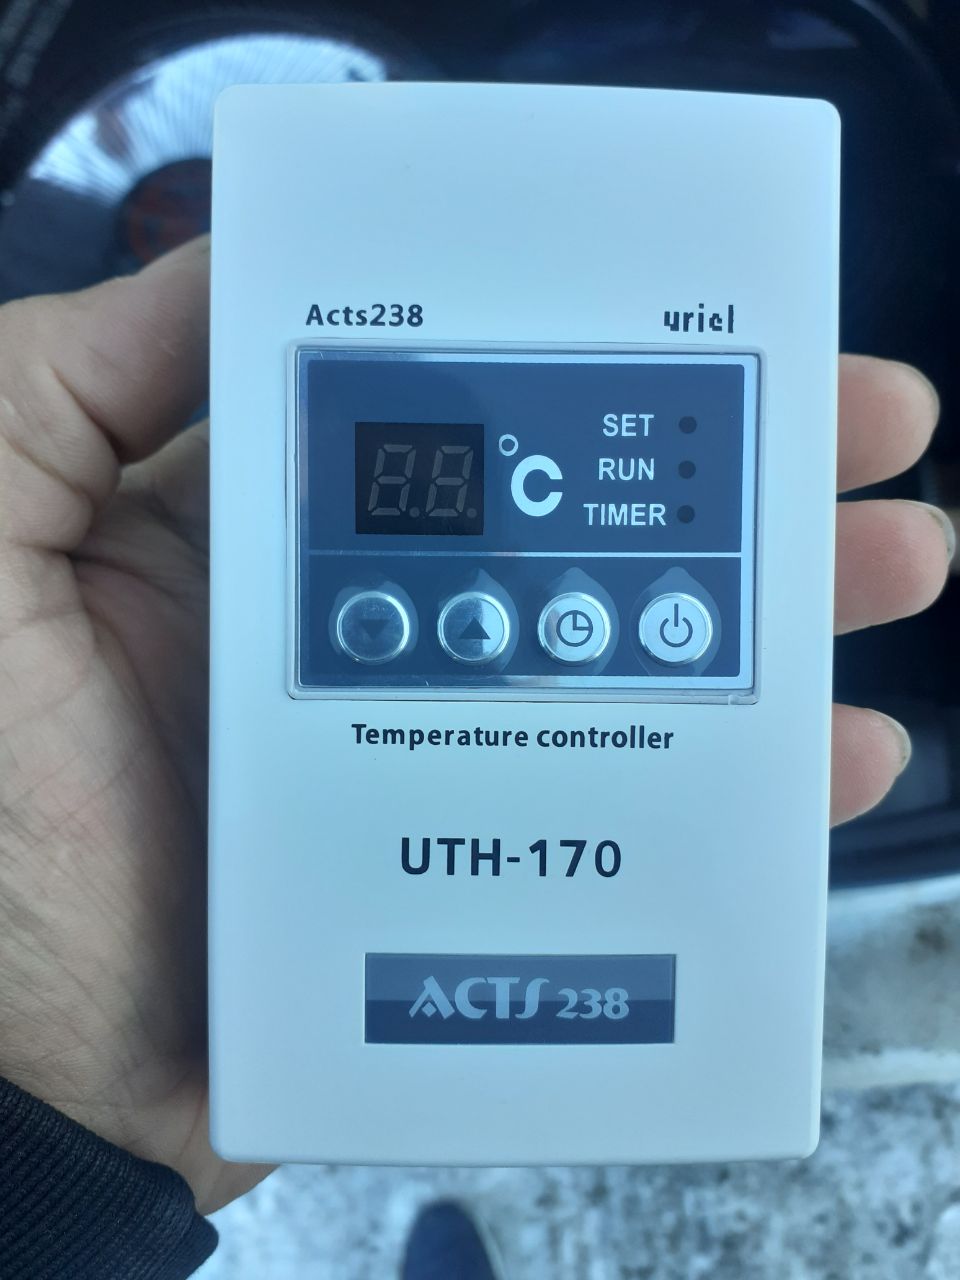 Acts238
uriel
°C
SET
RUN
TIMER
Temperature controller
UTH-170
ACTS 238